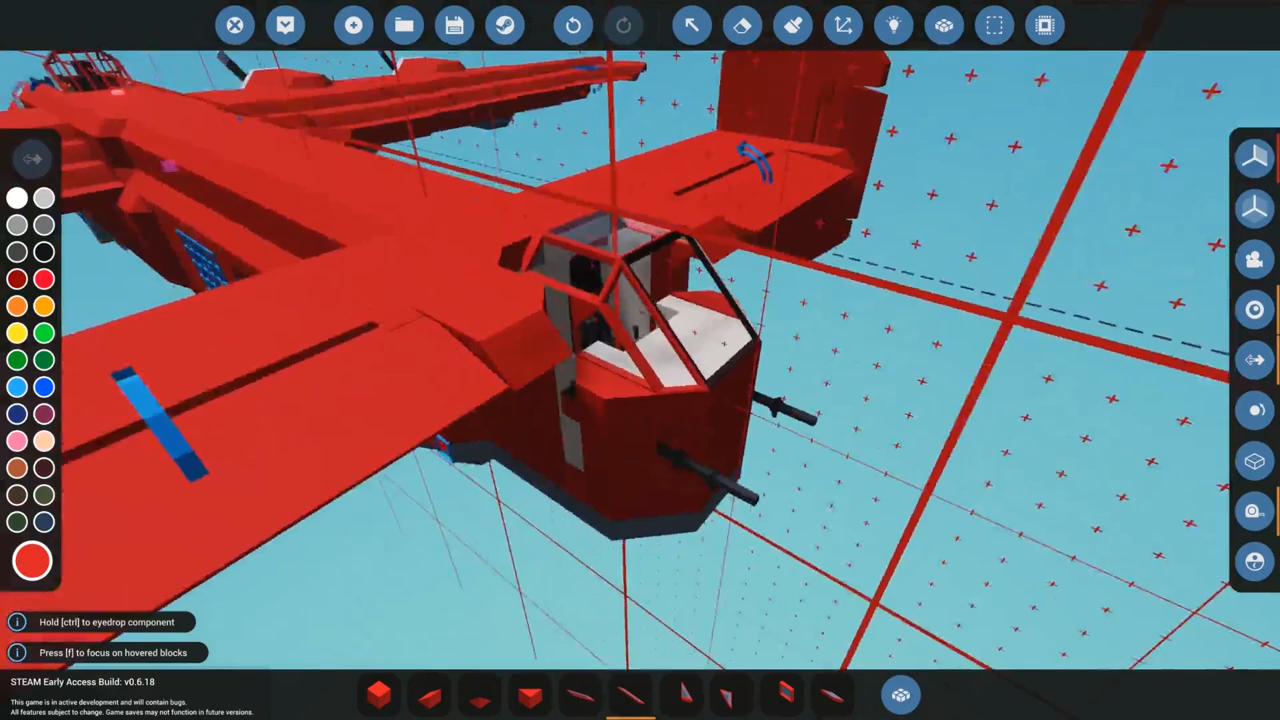 Hold [ctrl] to eyedrop component
Press [f] to focus on hovered blocks
STEAM Early Access Build: v0.6.18
This game is in active development and will contain bugs.
All features subject to change. Game saves may not function in future versions.